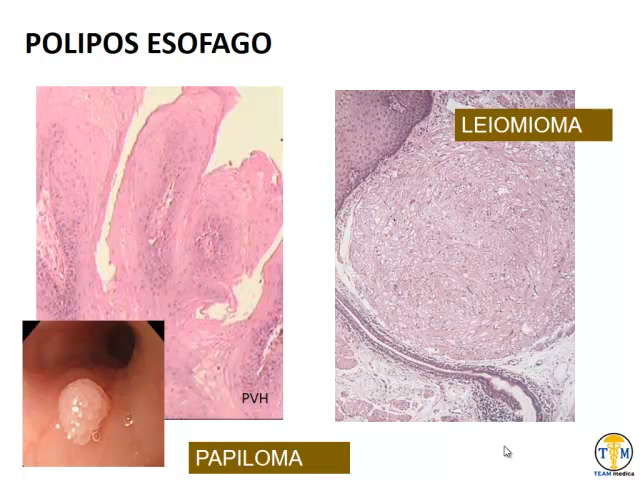 POLIPOS ESOFAGO
LEIOMIOMA
PVH
PAPILOMA
T M
TEAM medica